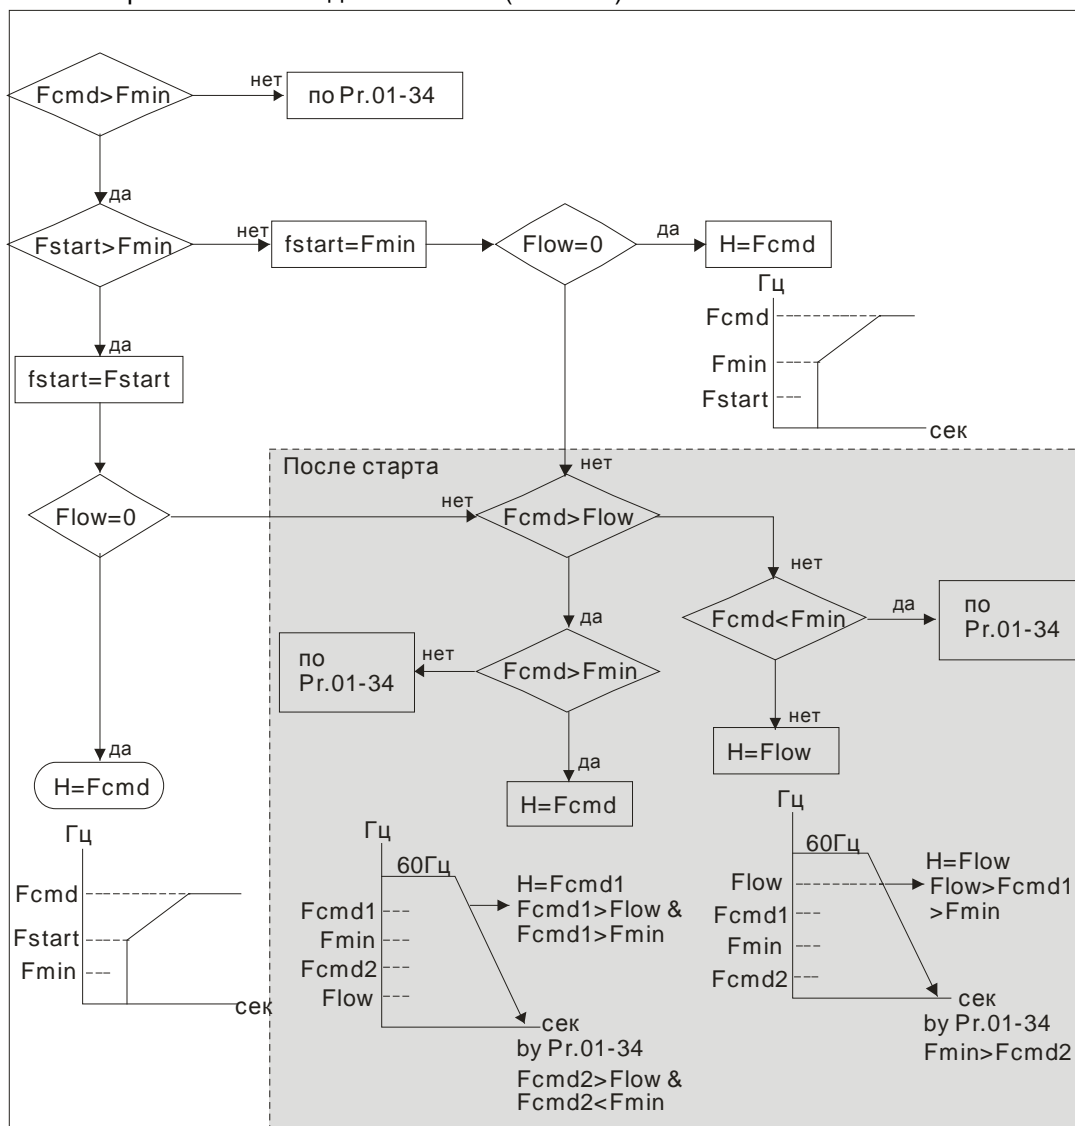 Fcmd>Fmin
нет
по Pr.01-34
да
Fstart>Fmin
нет
fstart=Fmin
Flow=0
да
H=Fcmd
Гц
Fcmd
Fmin
Fstart
сек
да
fstart=Fstart
После старта
нет
Flow=0
нет
Fcmd>Flow
нет
Fcmd<Fmin
да
по
Pr.01-34
да
Fcmd>Fmin
нет
по
Pr.01-34
нет
H=Flow
да
H=Fcmd
да
H=Fcmd
Гц
Fcmd
Fstart
Fmin
сек
Гц
60Гц
Fcmd1
Fmin
Fcmd2
Flow
H=Fcmd1
Fcmd1>Flow &
Fcmd1>Fmin
сек
by Pr.01-34
Fcmd2>Flow &
Fcmd2<Fmin
Гц
60Гц
Flow
Fcmd1
Fmin
Fcmd2
H=Flow
Flow>Fcmd1
>Fmin
сек
by Pr.01-34
Fmin>Fcmd2